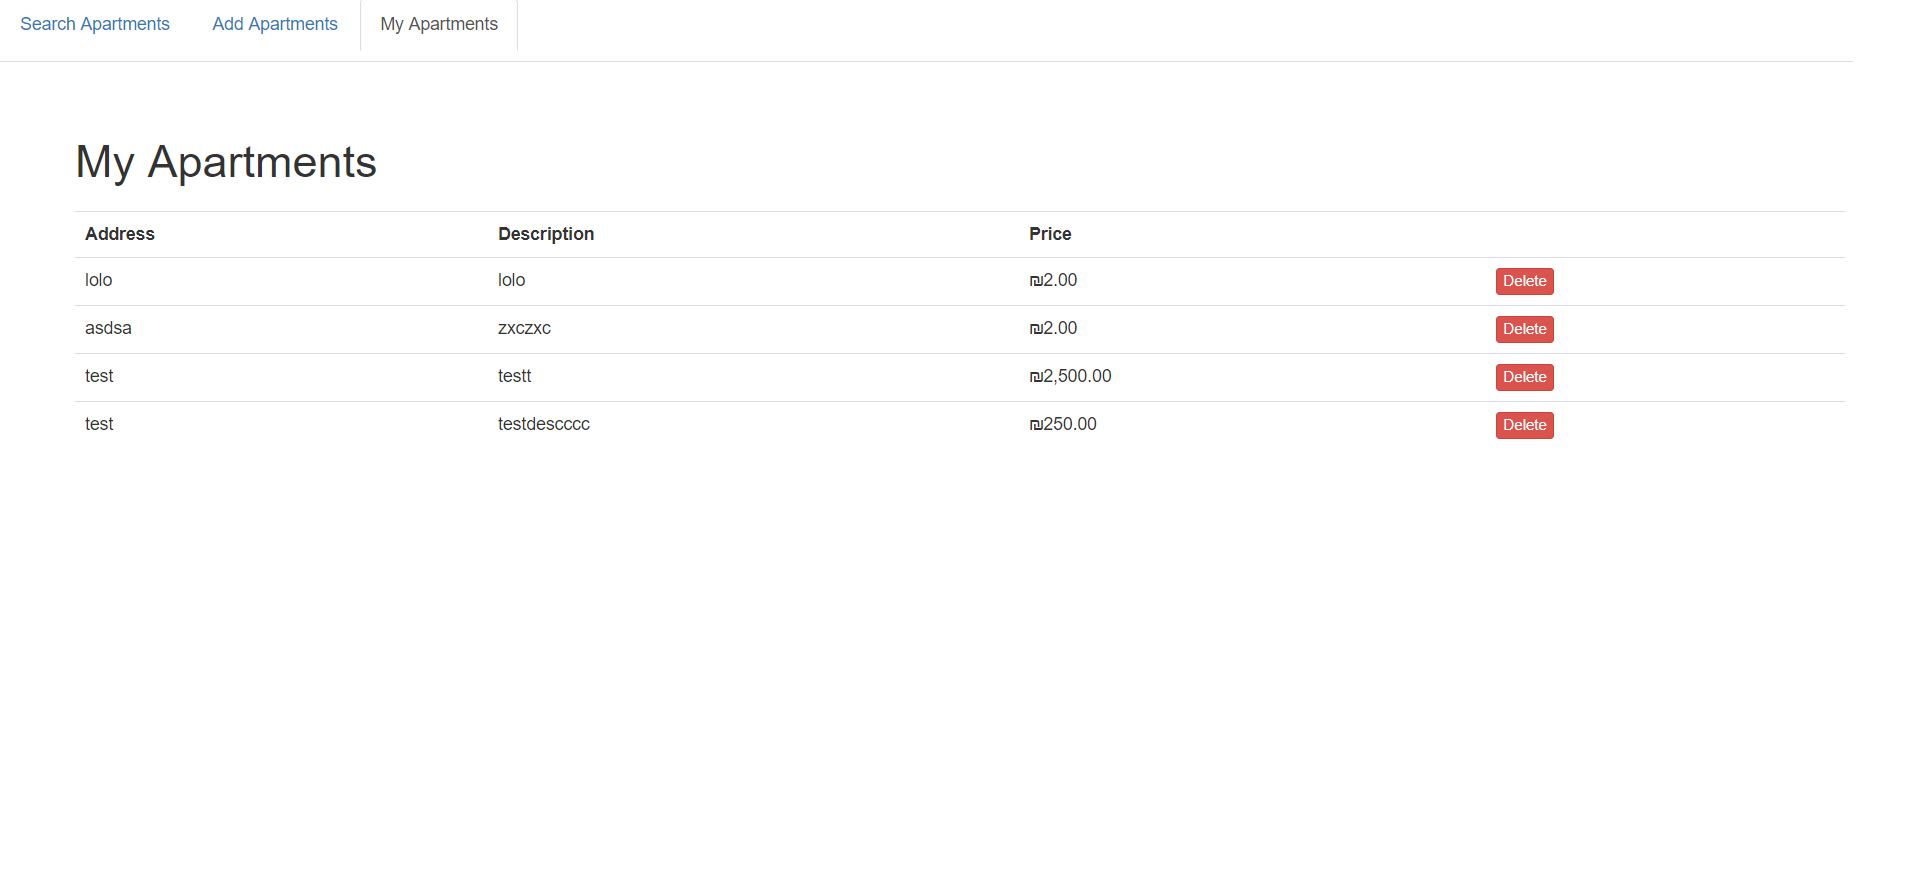 Search Apartments Add Apartments My Apartments
My Apartments
Address Description Price
lolo lolo ₪2.00 Delete
asdsa zxczxc ₪2.00 Delete
test testt ₪2,500.00 Delete
test testdescccc ₪250.00 Delete